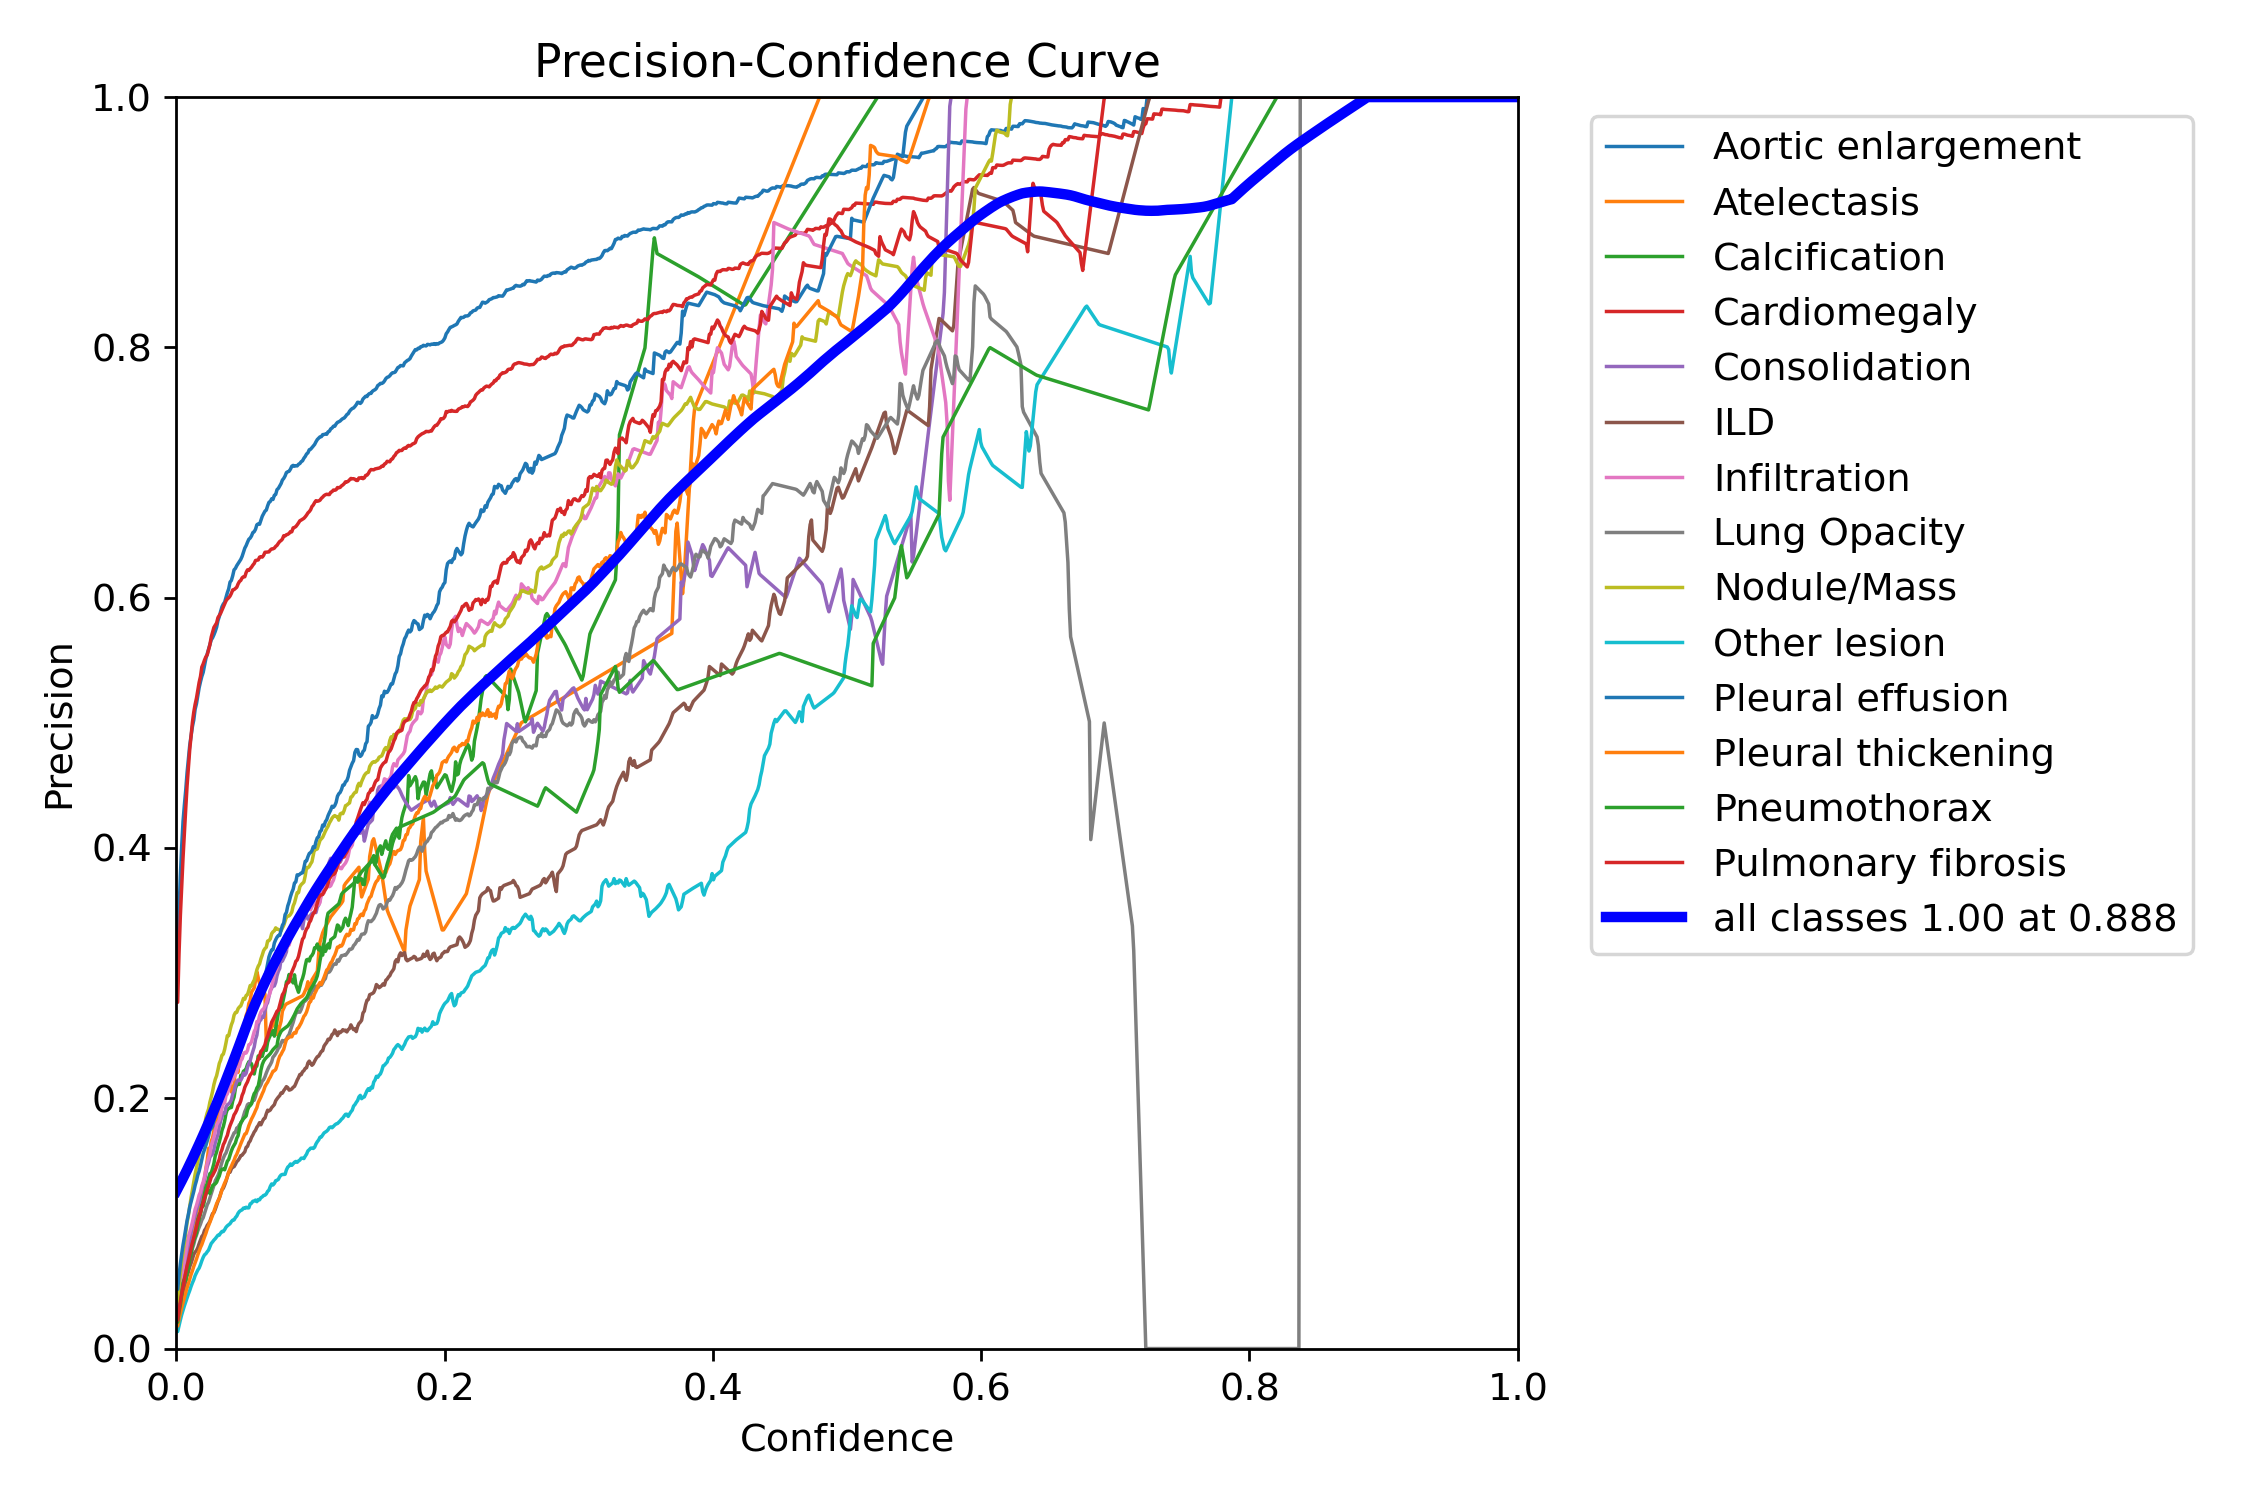 Precision-Confidence Curve
1.0
0.8
0.6
0.4
0.2
0.0
Precision
0.0 0.2 0.4 0.6 0.8 1.0
Confidence
Aortic enlargement
Atelectasis
Calcification
Cardiomegaly
Consolidation
ILD
Infiltration
Lung Opacity
Nodule/Mass
Other lesion
Pleural effusion
Pleural thickening
Pneumothorax
Pulmonary fibrosis
all classes 1.00 at 0.888